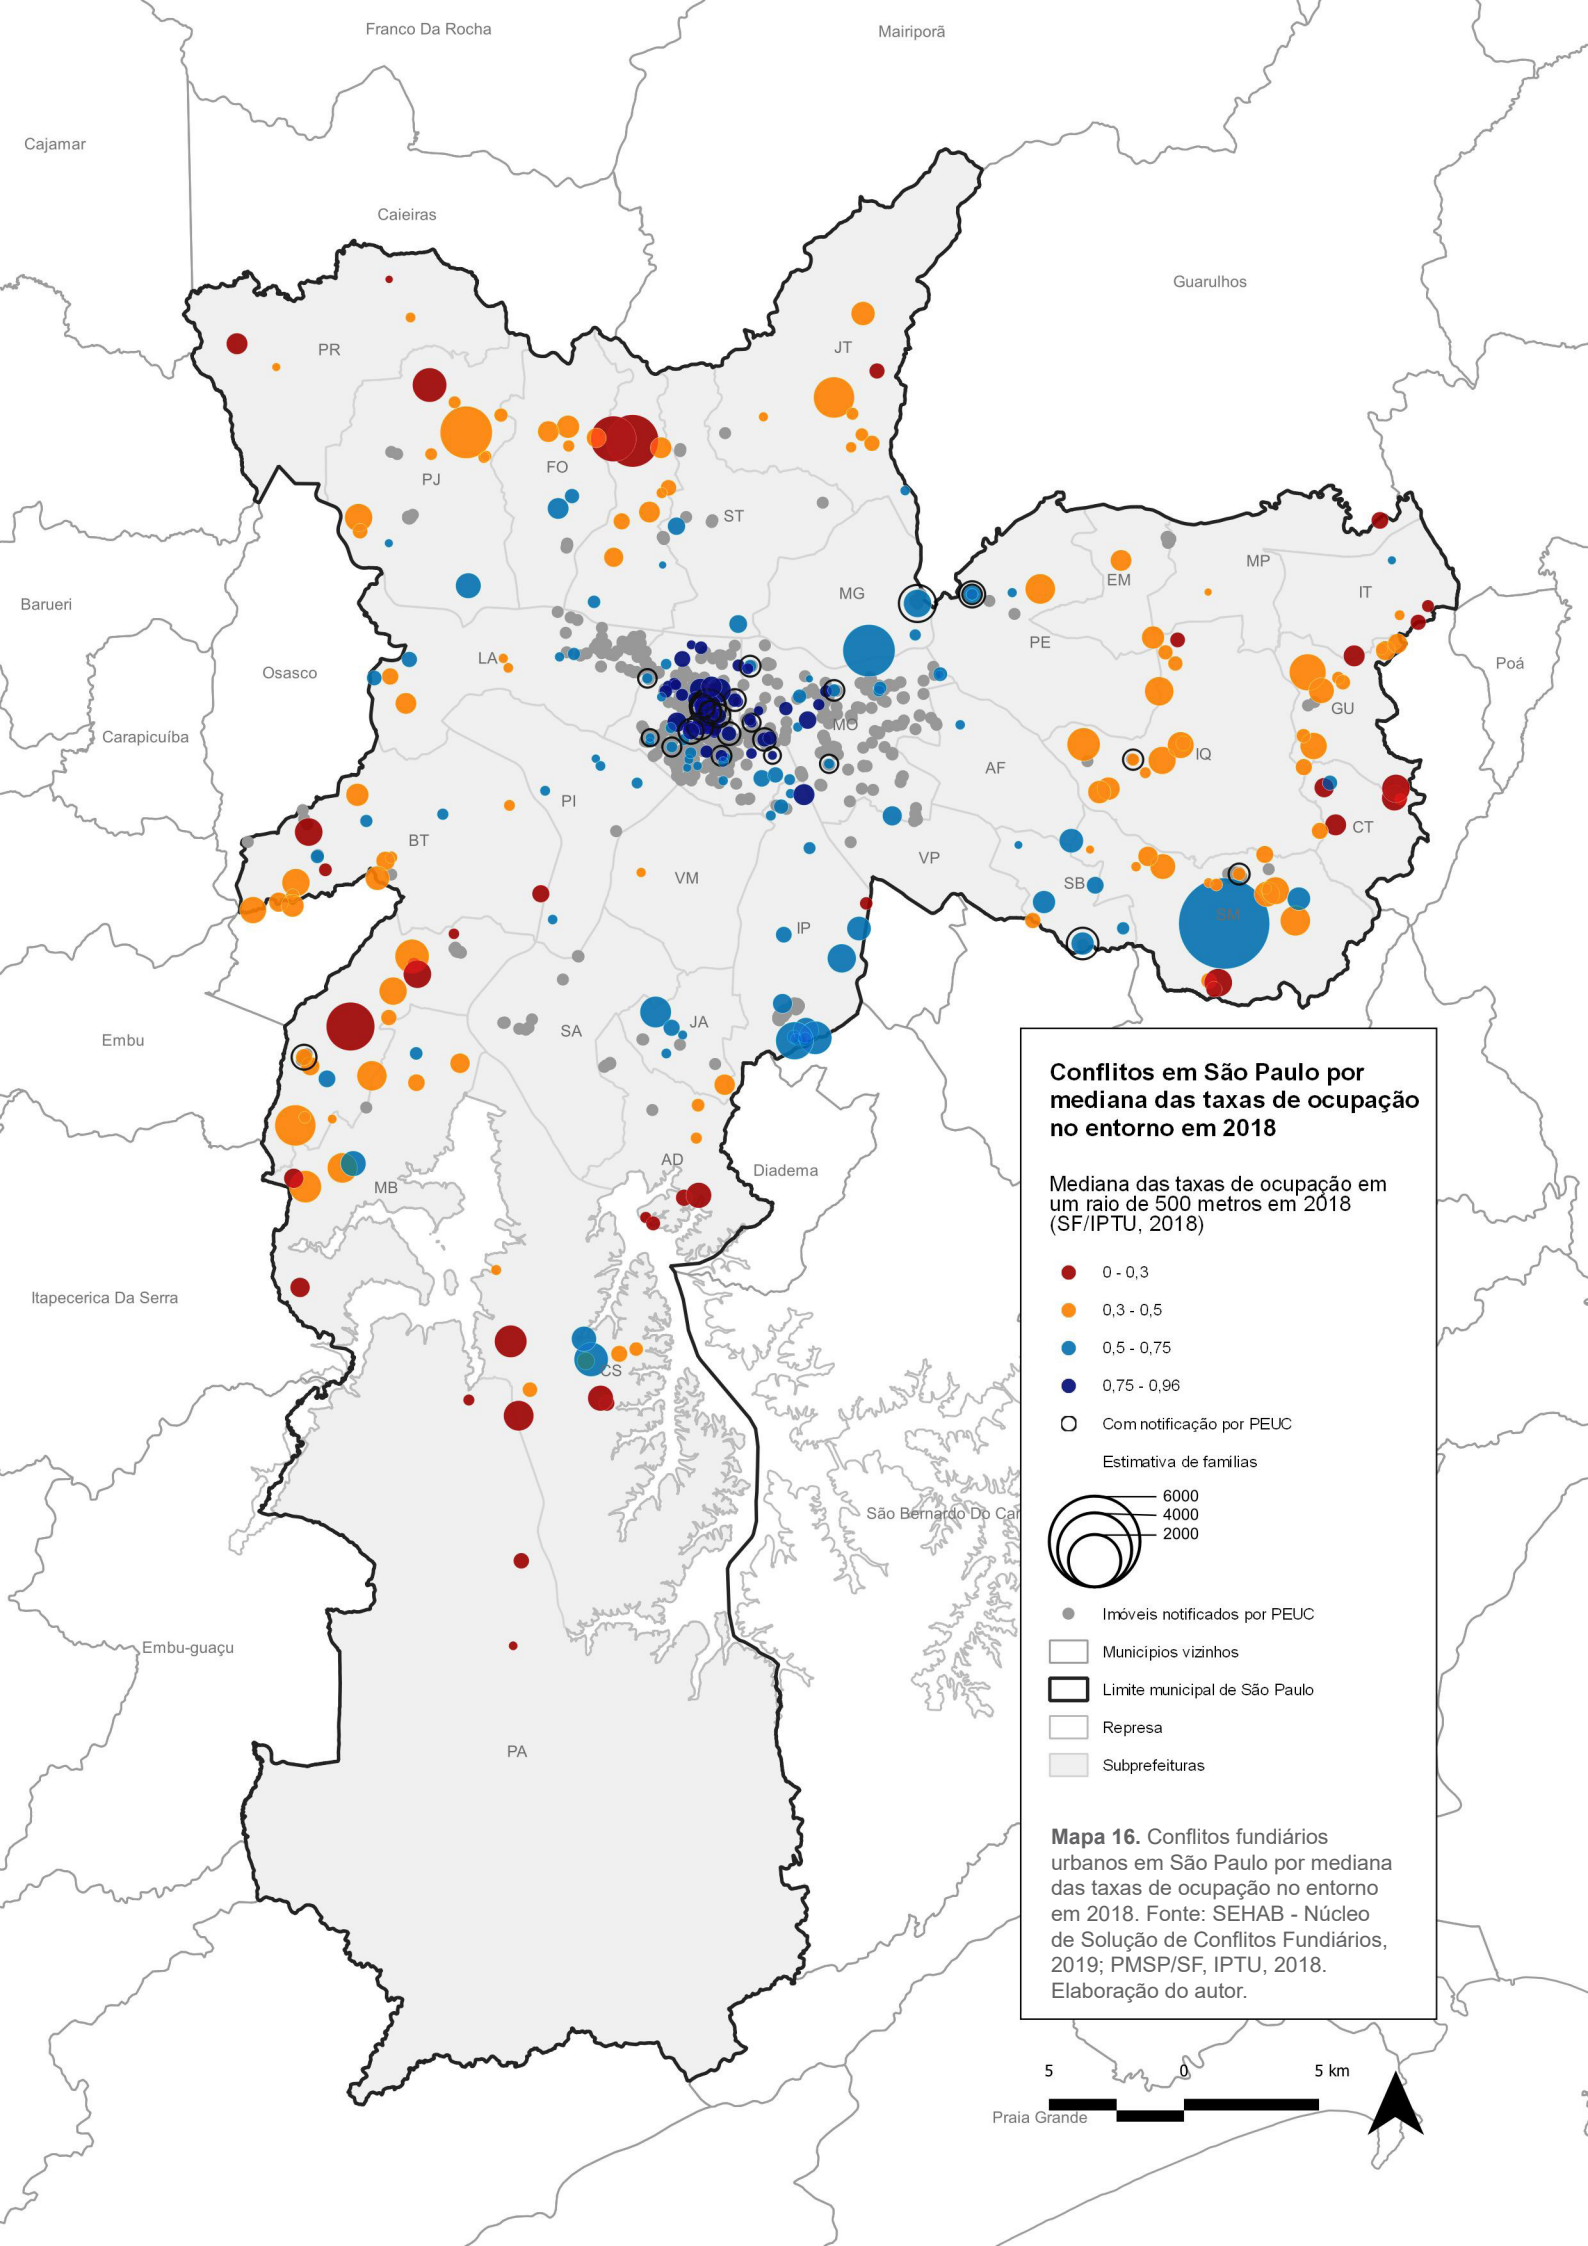 Franco Da Rocha
Mairiporã
Cajamar
Caieiras
Guarulhos
PR
JT
PJ
FO
ST
MP
EM
IT
MG
Barueri
PE
LA
Osasco
Poá
GU
Carapicuíba
MO
IQ
AF
PI
CT
BT
VP
VM
SB
SM
IP
JA
SA
Embu
AD
Diadema
MB
Itapecerica Da Serra
CS
São Bernardo Do Car
Embu-guaçu
PA
Conflitos em São Paulo por
mediana das taxas de ocupação
no entorno em 2018
Mediana das taxas de ocupação em
um raio de 500 metros em 2018
(SF/IPTU, 2018)
0 - 0,3
0,3 - 0,5
0,5 - 0,75
0,75 - 0,96
Com notificação por PEUC
Estimativa de famílias
6000
4000
2000
Imóveis notificados por PEUC
Municípios vizinhos
Limite municipal de São Paulo
Represa
Subprefeituras
Mapa 16. Conflitos fundiários
urbanos em São Paulo por mediana
das taxas de ocupação no entorno
em 2018. Fonte: SEHAB - Núcleo
de Solução de Conflitos Fundiários,
2019; PMSP/SF, IPTU, 2018.
Elaboração do autor.
5 0 5 km
Praia Grande